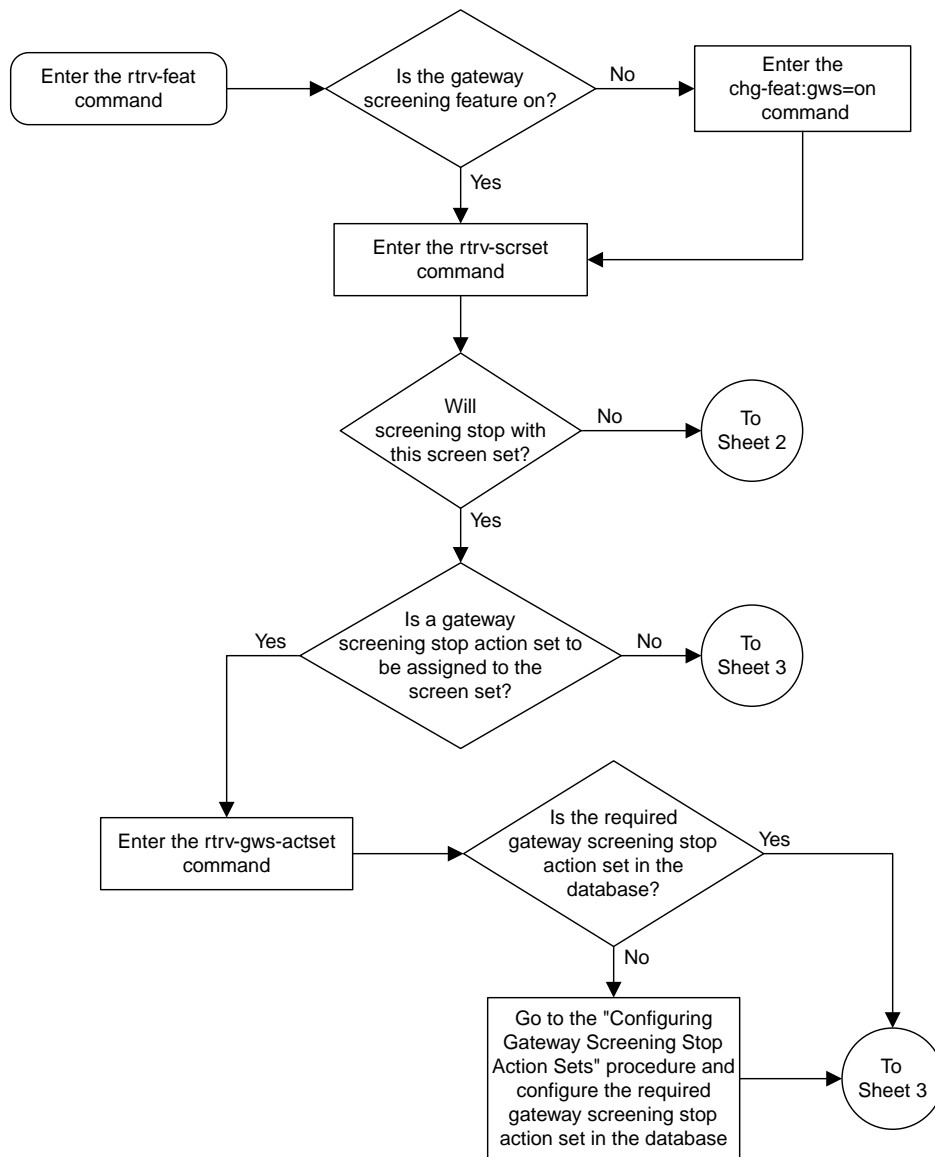 Enter the rtrv-feat
command
Is the gateway
screening feature on?
No
Enter the
chg-feat:gws=on
command
Yes
Enter the rtrv-scrset
command
Will
screening stop with
this screen set?
No
To
Sheet 2
Yes
Is a gateway
screening stop action set to
be assigned to the
screen set?
Yes
No
To
Sheet 3
Enter the rtrv-gws-actset
command
Is the required
gateway screening stop
action set in the
database?
Yes
No
Go to the "Configuring
Gateway Screening Stop
Action Sets" procedure and
configure the required
gateway screening stop
action set in the database
To
Sheet 3